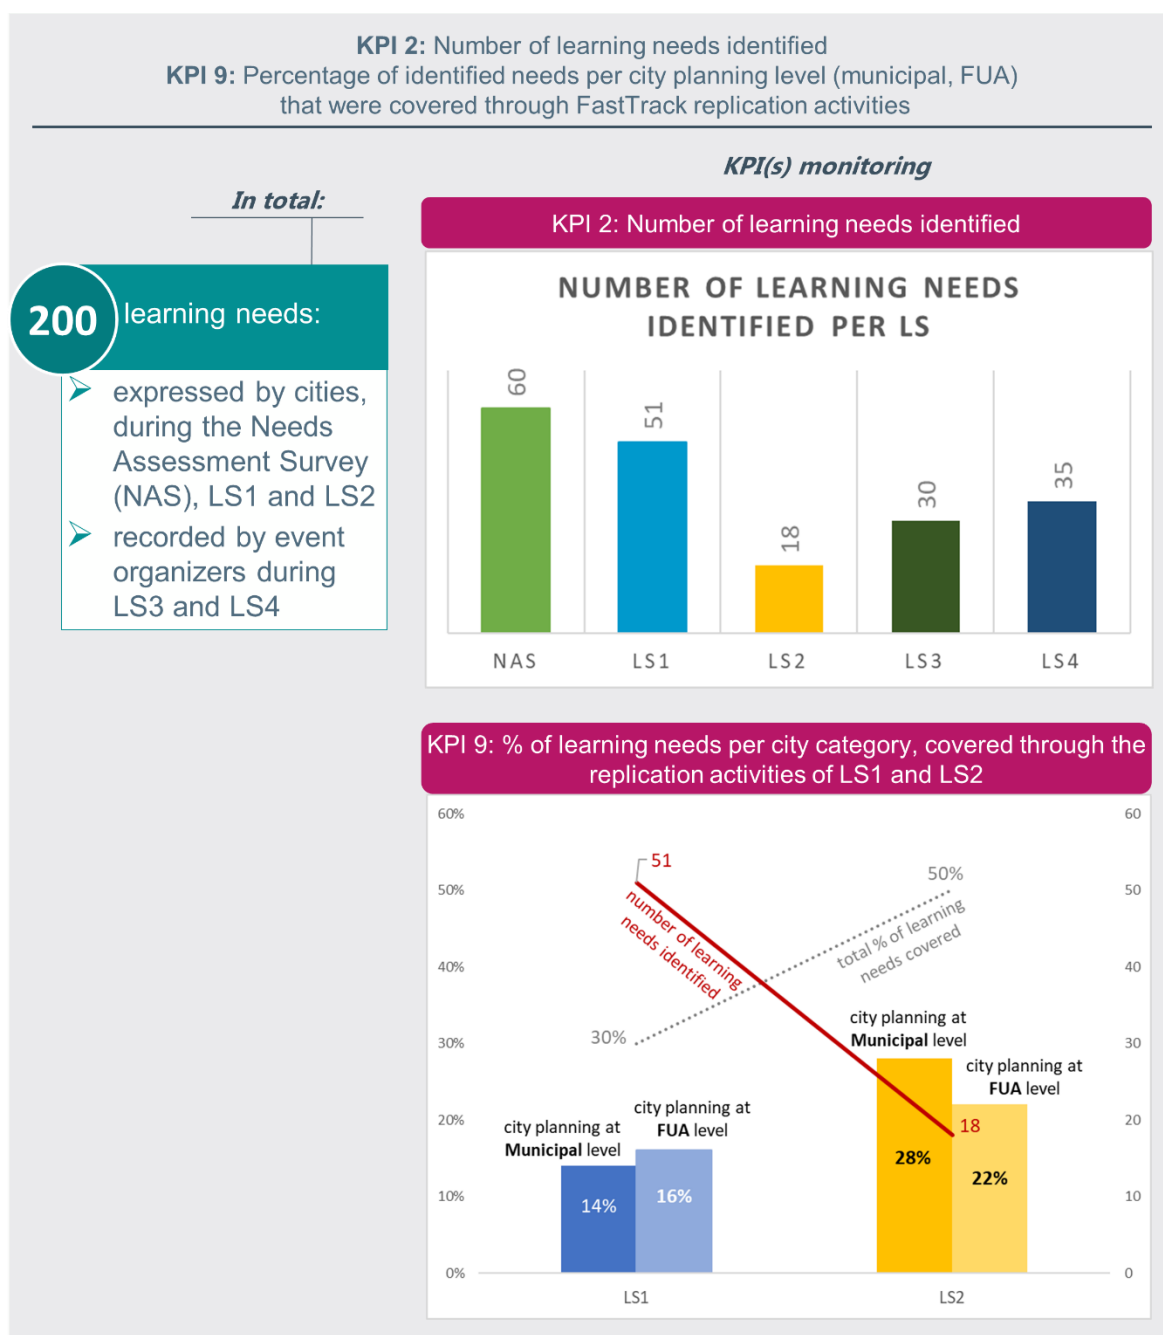 KPI 2: Number of learning needs identified
KPI 9: Percentage of identified needs per city planning level (municipal, FUA)
that were covered through FastTrack replication activities
KPI(s) monitoring
In total:
200
learning needs:
expressed by cities,
during the Needs
Assessment Survey
(NAS), LS1 and LS2
recorded by event
organizers during
LS3 and LS4
KPI 2: Number of learning needs identified
NUMBER OF LEARNING NEEDS
IDENTIFIED PER LS
60
51
18
30
35
NAS
LS1
LS2
LS3
LS4
KPI 9: % of learning needs per city category, covered through the
replication activities of LS1 and LS2
60%
50%
40%
30%
20%
10%
0%
60
50
40
30
20
10
0
51
number of learning
needs identified
30%
50%
total % of learning
needs covered
18
city planning at
Municipal level
14%
city planning at
FUA level
16%
city planning at
Municipal level
28%
city planning at
FUA level
22%
LS1
LS2